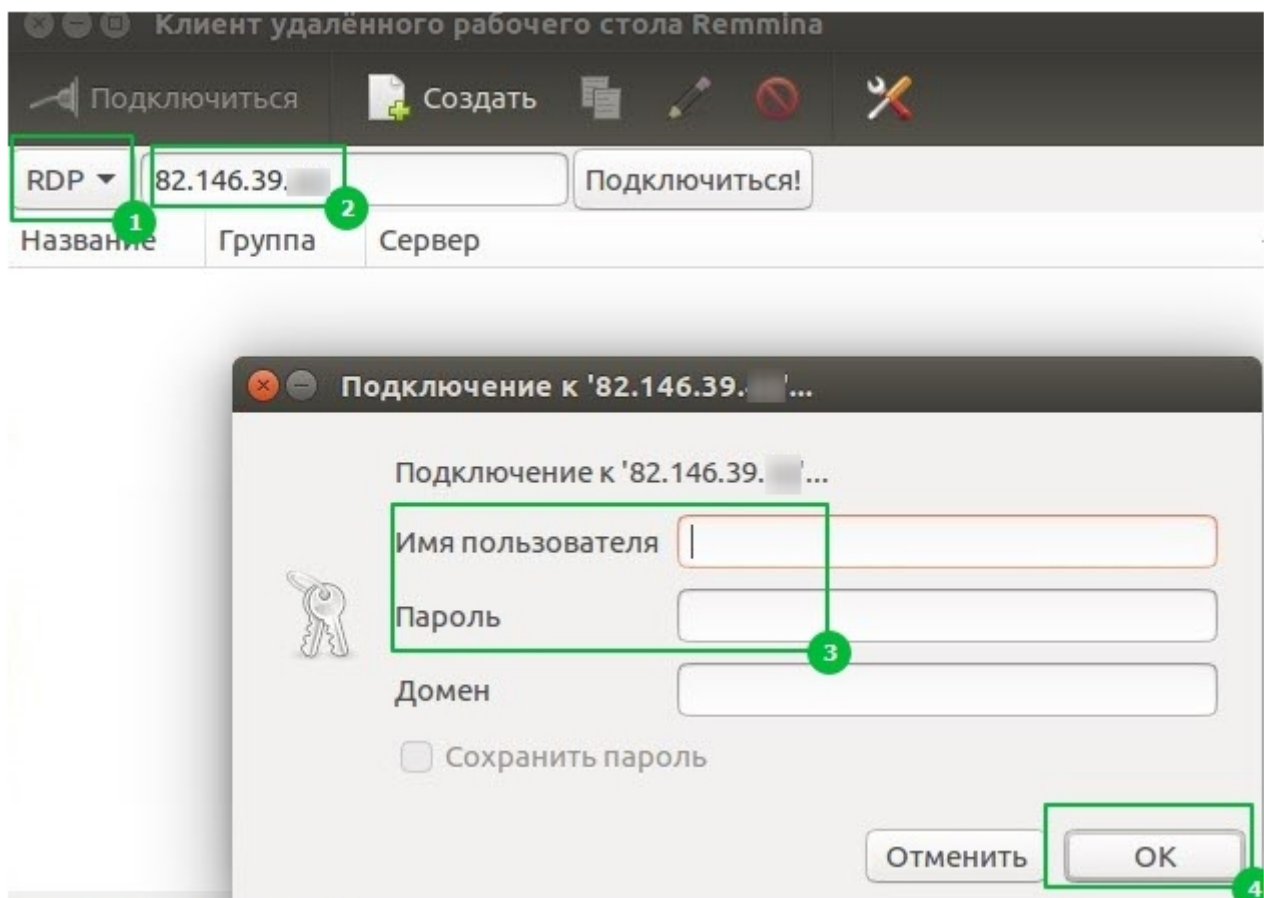 Клиент удалённого рабочего стола Remmina
Подключиться Создать
RDP 82.146.39. Подключиться!
1 2
Название Группа Сервер
Подключение к '82.146.39. '...
Подключение к '82.146.39. '...
Имя пользователя
Пароль
3
Домен
Сохранить пароль
Отменить OK
4